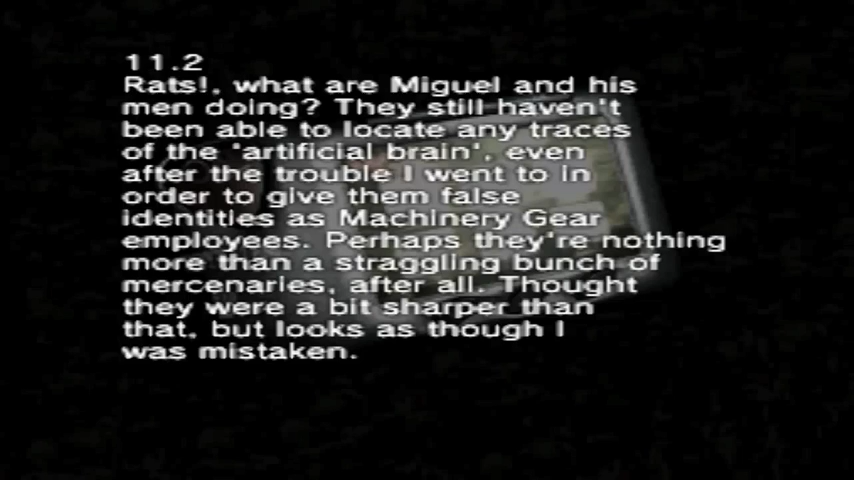 11.2
Rats!, what are Miguel and his
men doing? They still haven't
been able to locate any traces
of the "artificial brain", even
after the trouble I went to in
order to give them false
identities as Machinery Gear
employees. Perhaps they're nothing
more than a straggling bunch of
mercenaries, after all. Thought
they were a bit sharper than
that, but looks as though I
was mistaken.